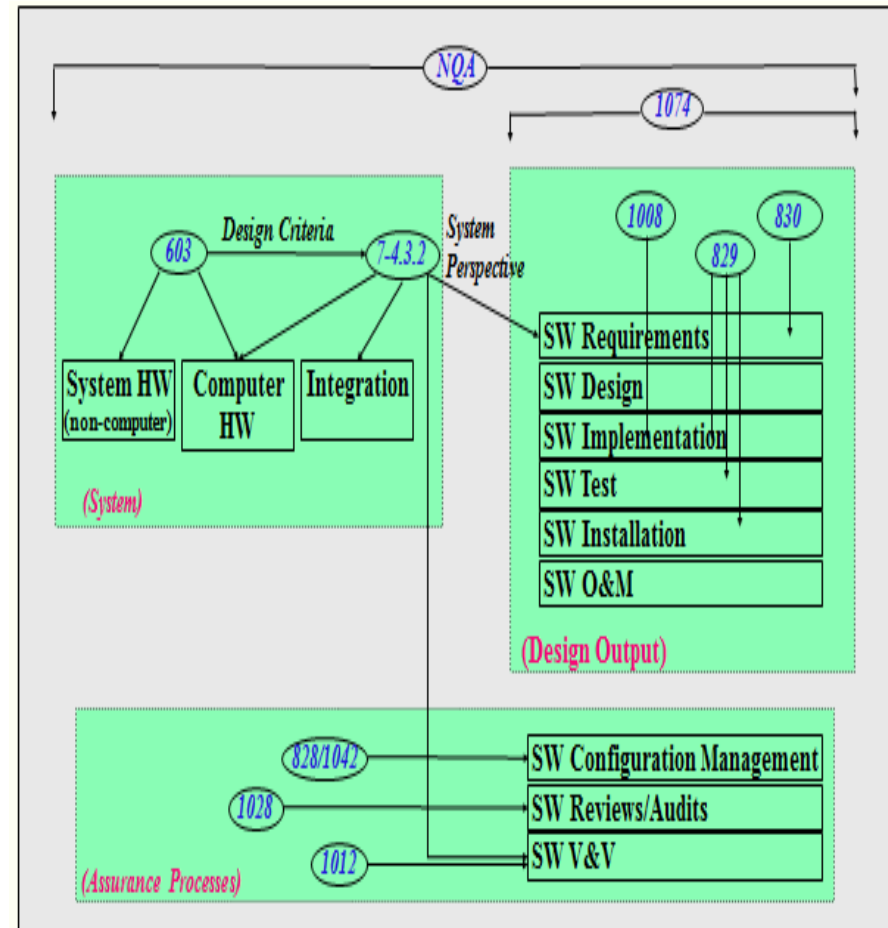 NQA
1074
603
Design Criteria
7-4.3.2
System
Perspective
System HW
(non-computer)
Computer
HW
Integration
(System)
1008
830
829
SW Requirements
SW Design
SW Implementation
SW Test
SW Installation
SW O&M
(Design Output)
828/1042
SW Configuration Management
1028
SW Reviews/Audits
1012
SW V&V
(Assurance Processes)